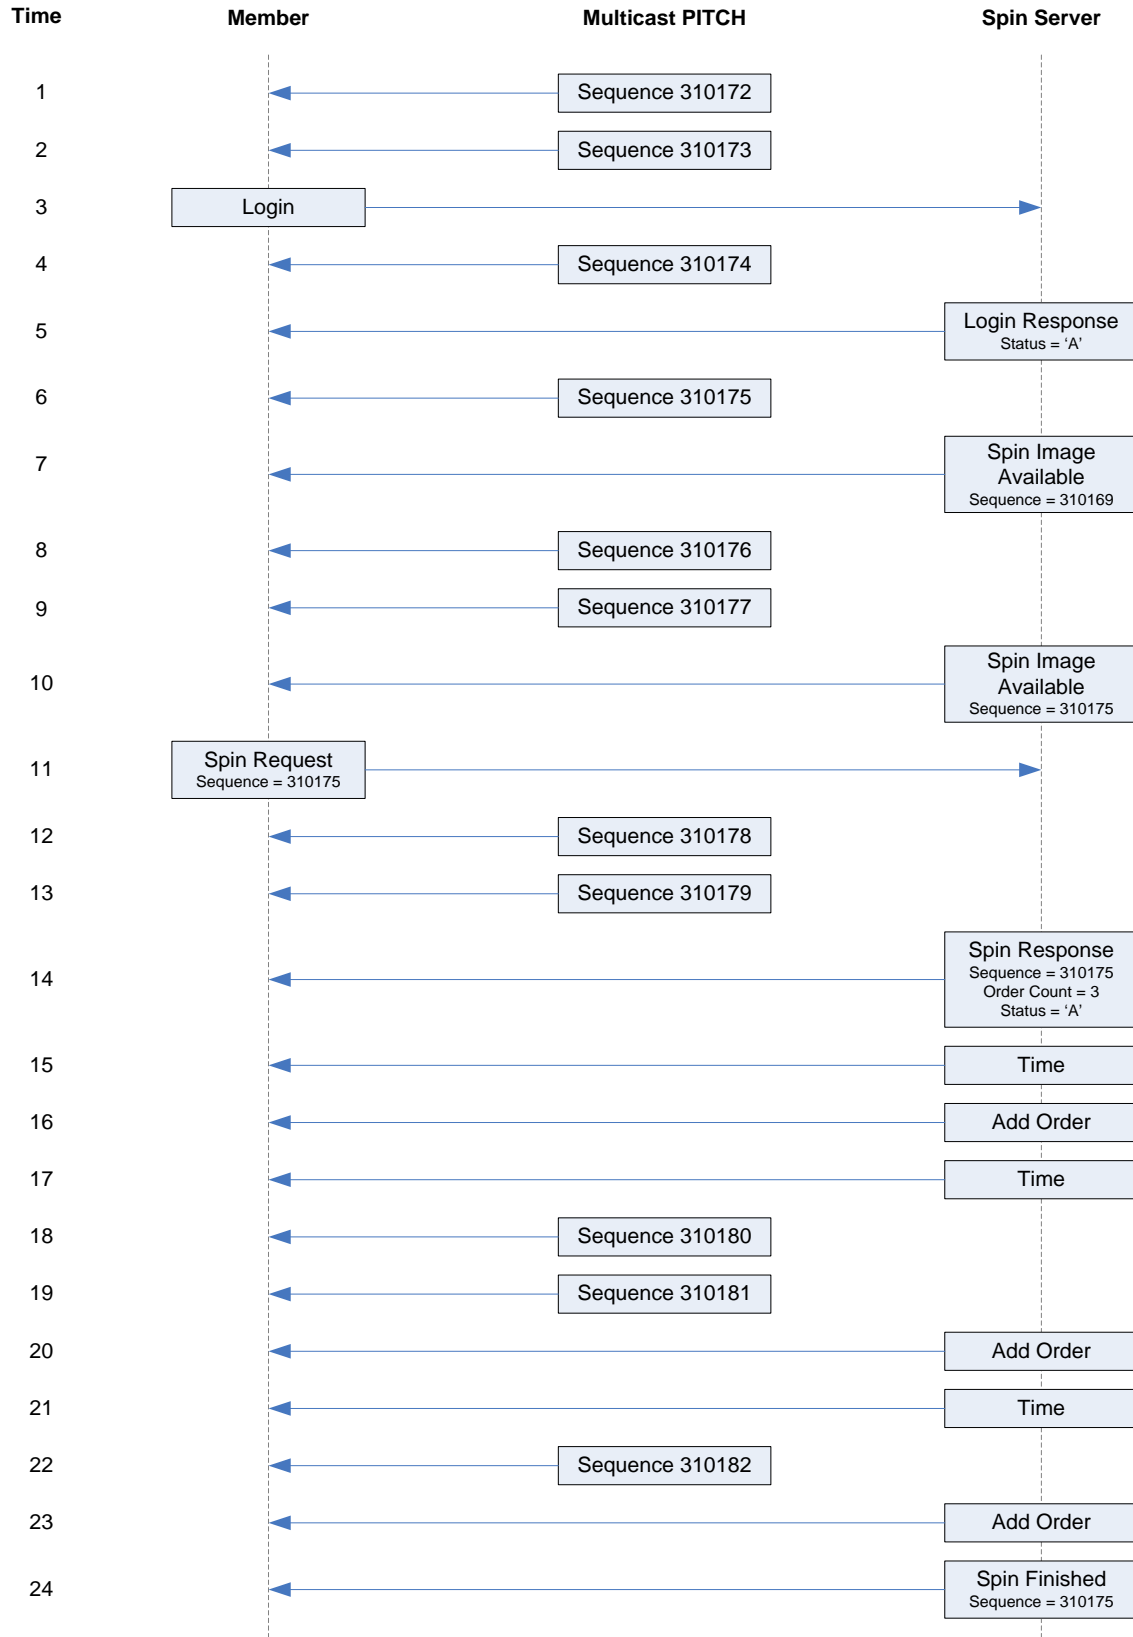 Time Member Multicast PITCH Spin Server
1 Sequence 310172
2 Sequence 310173
3 Login
4 Sequence 310174
5 Login Response
Status = ‘A’
6 Sequence 310175
7 Spin Image
Available
Sequence = 310169
8 Sequence 310176
9 Sequence 310177
10 Spin Image
Available
Sequence = 310175
11 Spin Request
Sequence = 310175
12 Sequence 310178
13 Sequence 310179
14 Spin Response
Sequence = 310175
Order Count = 3
Status = ‘A’
15 Time
16 Add Order
17 Time
18 Sequence 310180
19 Sequence 310181
20 Add Order
21 Time
22 Sequence 310182
23 Add Order
24 Spin Finished
Sequence = 310175